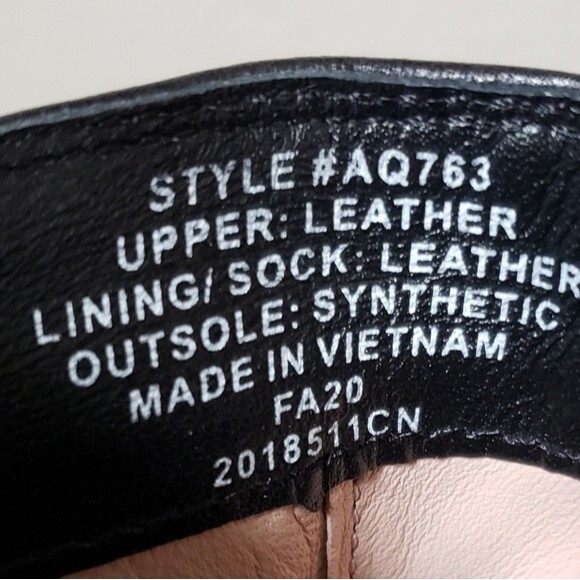 STYLE #AQ763
UPPER: LEATHER
LINING/ SOCK: LEATHER
OUTSOLE: SYNTHETIC
MADE IN VIETNAM
FA20
2018511CN